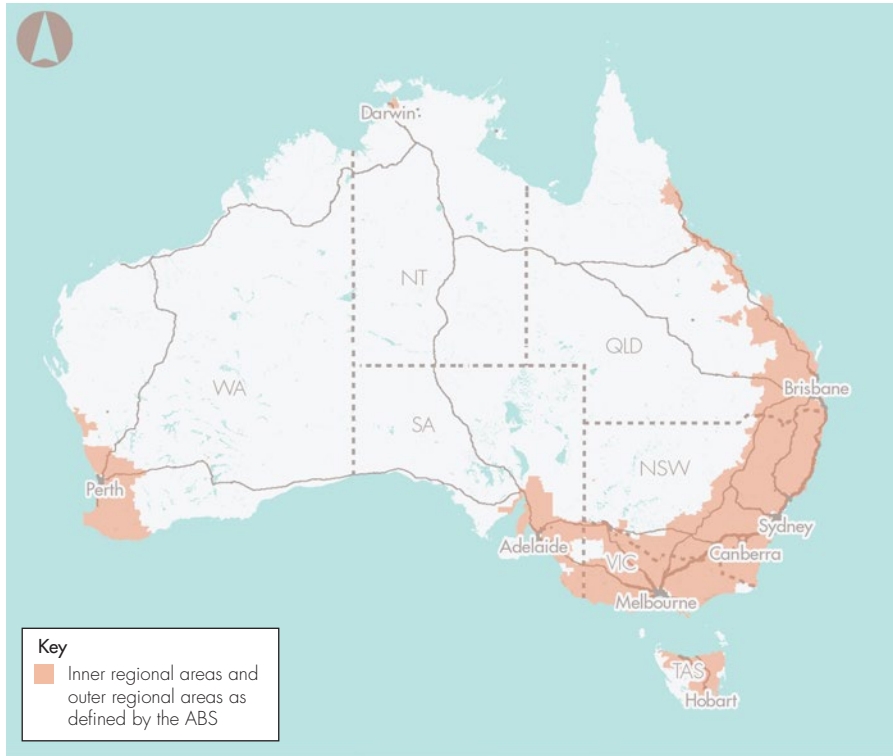 Darwin
NT
QLD
WA
Brisbane
SA
NSW
Perth
Sydney
Adelaide
Canberra
VIC
Melbourne
TAS
Hobart
Key
Inner regional areas and
outer regional areas as
defined by the ABS